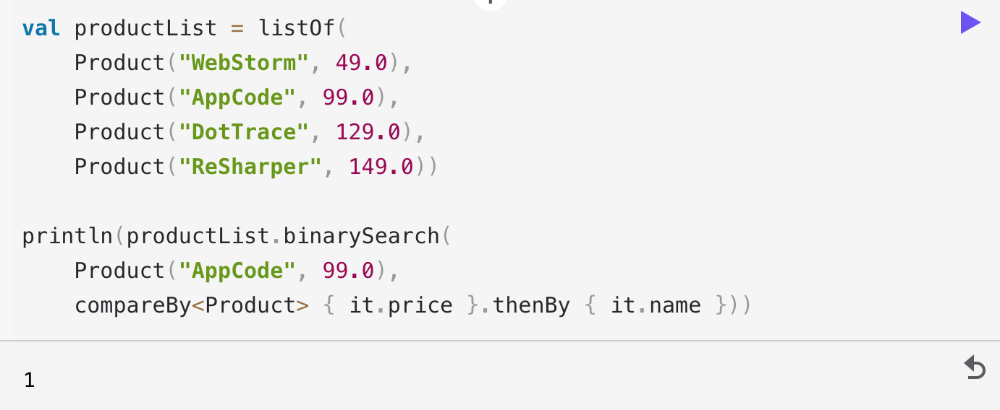 val productList = listOf(
    Product("WebStorm", 49.0),
    Product("AppCode", 99.0),
    Product("DotTrace", 129.0),
    Product("ReSharper", 149.0))

println(productList.binarySearch(
    Product("AppCode", 99.0),
    compareBy<Product> { it.price }.thenBy { it.name }))
1